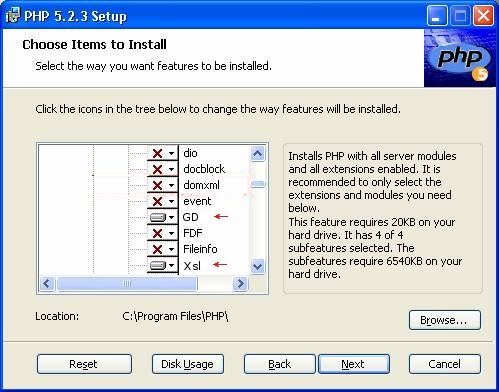 PHP 5.2.3 Setup
Choose Items to Install
Select the way you want features to be installed.
php
5
Click the icons in the tree below to change the way features will be installed.
dio
docblock
domxml
event
GD
FDF
Fileinfo
Xsl
Installs PHP with all server modules
and all extensions enabled. It is
recommended to only select the
extensions and modules you need
below.
This feature requires 20KB on your
hard drive. It has 4 of 4
subfeatures selected. The
subfeatures require 6540KB on your
hard drive.
Location: C:\Program Files\PHP\
Browse...
Reset Disk Usage Back Next Cancel